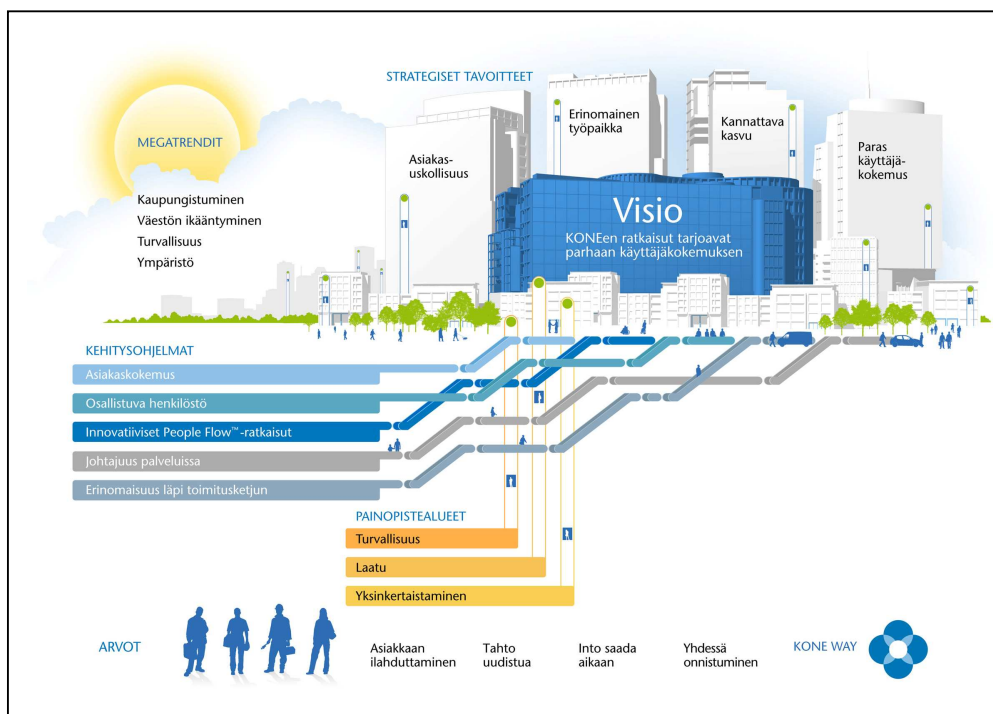 STRATEGISET TAVOITTEET
MEGATRENDIT
Kaupungistuminen
Väestön ikääntyminen
Turvallisuus
Ympäristö
Asiakas-
uskollisuus
Erinomainen
työpaikka
Kannattava
kasvu
Paras
käyttäjä-
kokemus
Visio
KONEen ratkaisut tarjoavat
parhaan käyttäjäkokemuksen
KEHITYSOHJELMAT
Asiakaskokemus
Osallistuva henkilöstö
Innovatiiviset People Flow™-ratkaisut
Johtajuus palveluissa
Erinomaisuus läpi toimitusketjun
PAINOPISTEALUEET
Turvallisuus
Laatu
Yksinkertaistaminen
ARVOT
Asiakkaan
ilahduttaminen
Tahto
uudistua
Into saada
aikaan
Yhdessä
onnistuminen
KONE WAY